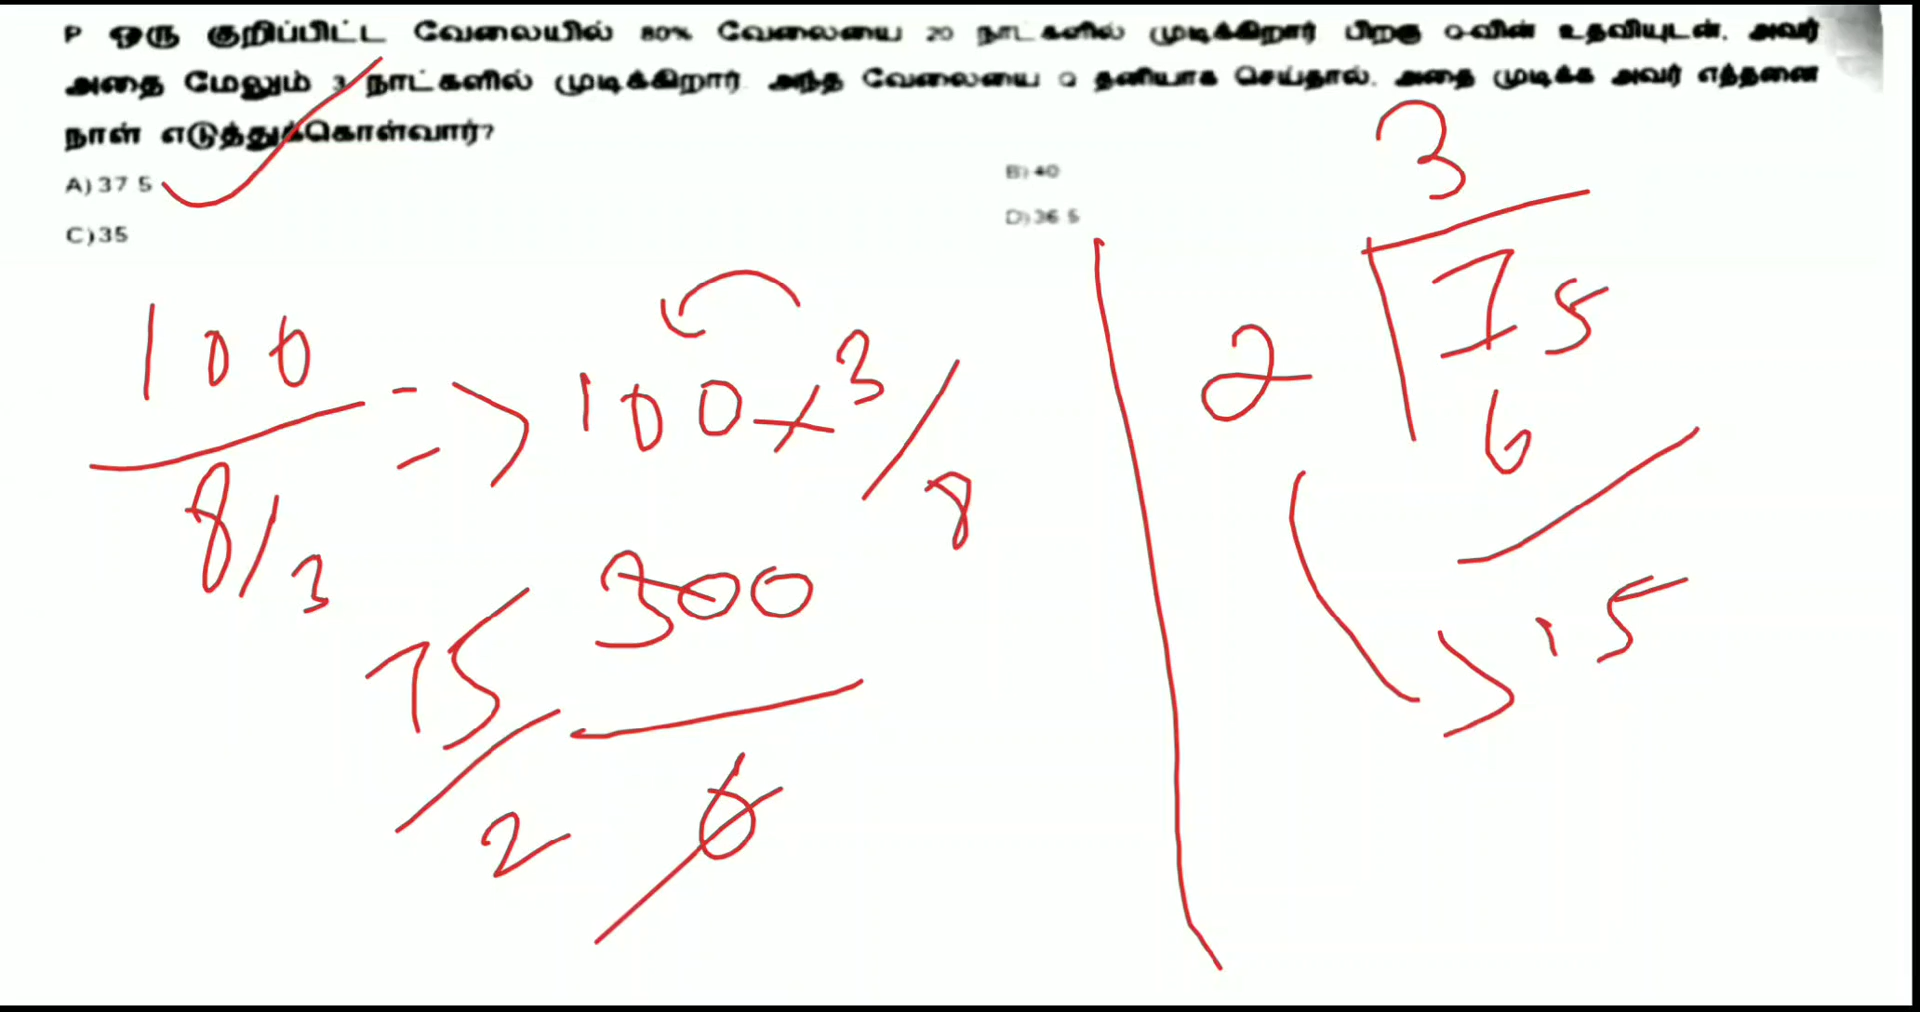 P ஒரு குறிப்பிட்ட வேலையில் 80% வேலையை 20 நாட்களில் முடிக்கிறார் பிறகு Qவின் உதவியுடன், அவர்
அதை மேலும் 3 நாட்களில் முடிக்கிறார் அந்த வேலையை Q தனியாக செய்தால், அதை முடிக்க அவர் எத்தனை
நாள் எடுத்துக்கொள்வார்?
A) 37 5
B) 40
C) 35
D) 36 5
100
8/3
=> 100 x 3/8
300
75
2
3
2
75
6
15